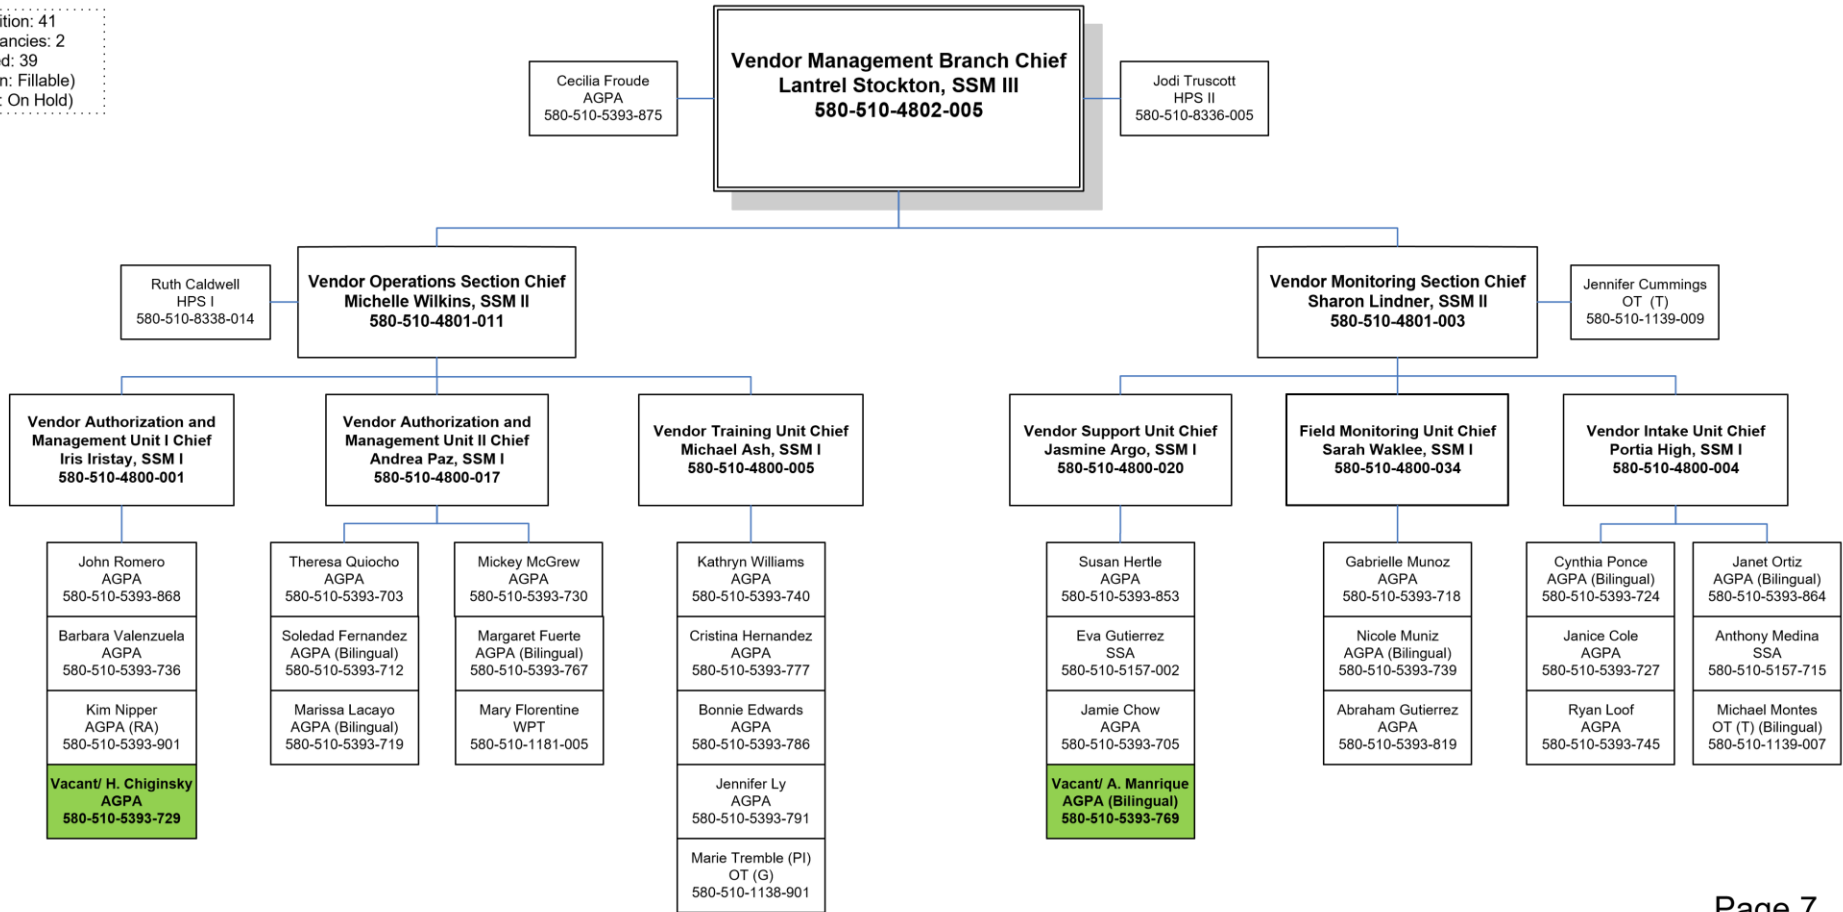 ition: 41
ancies: 2
ed: 39
n: Fillable)
: On Hold)
Vendor Management Branch Chief
Lantrel Stockton, SSM III
580-510-4802-005
Cecilia Froude
AGPA
580-510-5393-875
Jodi Truscott
HPS II
580-510-8336-005
Ruth Caldwell
HPS I
580-510-8338-014
Vendor Operations Section Chief
Michelle Wilkins, SSM II
580-510-4801-011
Vendor Monitoring Section Chief
Sharon Lindner, SSM II
580-510-4801-003
Jennifer Cummings
OT (T)
580-510-1139-009
Vendor Authorization and
Management Unit I Chief
Iris Iristay, SSM I
580-510-4800-001
Vendor Authorization and
Management Unit II Chief
Andrea Paz, SSM I
580-510-4800-017
Vendor Training Unit Chief
Michael Ash, SSM I
580-510-4800-005
Vendor Support Unit Chief
Jasmine Argo, SSM I
580-510-4800-020
Field Monitoring Unit Chief
Sarah Waklee, SSM I
580-510-4800-034
Vendor Intake Unit Chief
Portia High, SSM I
580-510-4800-004
John Romero
AGPA
580-510-5393-868
Barbara Valenzuela
AGPA
580-510-5393-736
Kim Nipper
AGPA (RA)
580-510-5393-901
Vacant/ H. Chiginsky
AGPA
580-510-5393-729
Theresa Quiocho
AGPA
580-510-5393-703
Soledad Fernandez
AGPA (Bilingual)
580-510-5393-712
Marissa Lacayo
AGPA (Bilingual)
580-510-5393-719
Mickey McGrew
AGPA
580-510-5393-730
Margaret Fuerte
AGPA (Bilingual)
580-510-5393-767
Mary Florentine
WPT
580-510-1181-005
Kathryn Williams
AGPA
580-510-5393-740
Cristina Hernandez
AGPA
580-510-5393-777
Bonnie Edwards
AGPA
580-510-5393-786
Jennifer Ly
AGPA
580-510-5393-791
Marie Tremble (PI)
OT (G)
580-510-1138-901
Susan Hertle
AGPA
580-510-5393-853
Eva Gutierrez
SSA
580-510-5157-002
Jamie Chow
AGPA
580-510-5393-705
Vacant/ A. Manrique
AGPA (Bilingual)
580-510-5393-769
Gabrielle Munoz
AGPA
580-510-5393-718
Nicole Muniz
AGPA (Bilingual)
580-510-5393-739
Abraham Gutierrez
AGPA
580-510-5393-819
Cynthia Ponce
AGPA (Bilingual)
580-510-5393-724
Janice Cole
AGPA
580-510-5393-727
Ryan Loof
AGPA
580-510-5393-745
Janet Ortiz
AGPA (Bilingual)
580-510-5393-864
Anthony Medina
SSA
580-510-5157-715
Michael Montes
OT (T) (Bilingual)
580-510-1139-007
Page 7